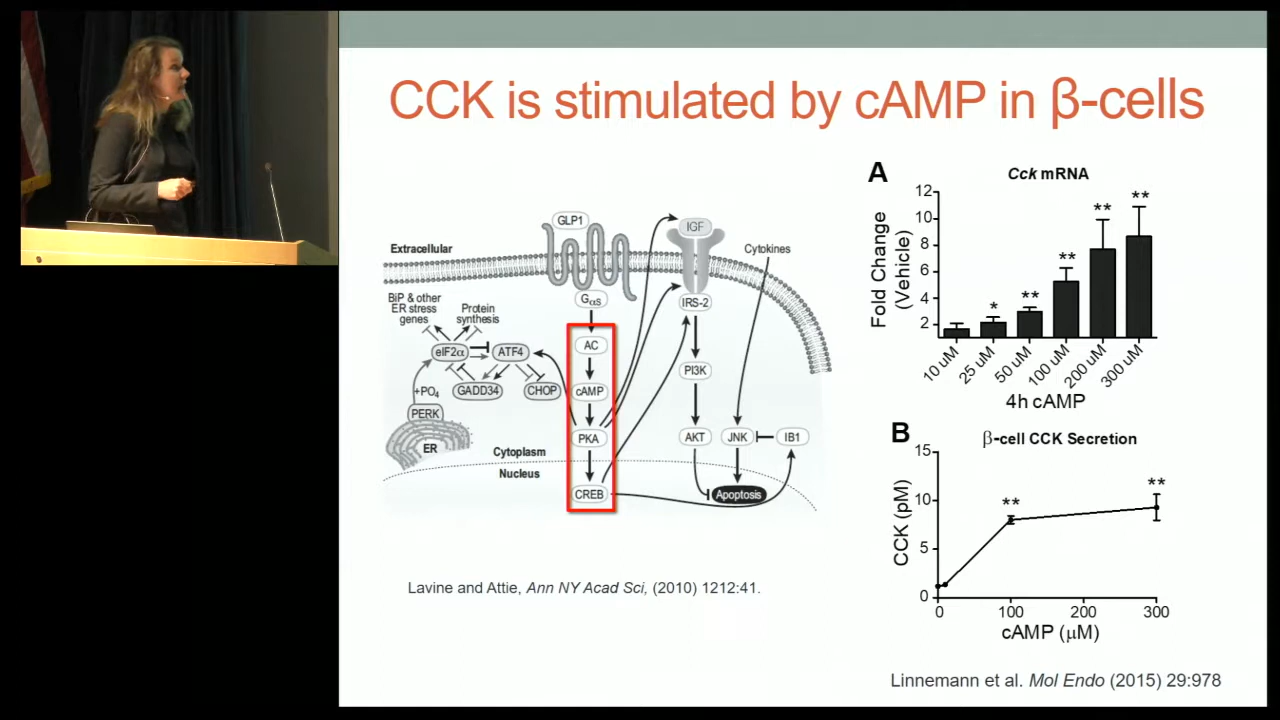 CCK is stimulated by cAMP in β-cells
GLP1
IGF
Extracellular
Cytokines
GαS
IRS-2
BiP & other
ER stress
genes
Protein
synthesis
AC
eIF2α
ATF4
PI3K
cAMP
GADD34
CHOP
+PO4
PERK
PKA
AKT
JNK
IB1
ER
Cytoplasm
Nucleus
CREB
Apoptosis
Lavine and Attie, Ann NY Acad Sci, (2010) 1212:41.
A
Cck mRNA
Fold Change
(Vehicle)
12
10
8
6
4
2
*
**
**
**
**
10 uM
25 uM
50 uM
100 uM
200 uM
300 uM
4h cAMP
B
β-cell CCK Secretion
CCK (pM)
15
10
5
0
**
**
0
100
200
300
cAMP (μM)
Linnemann et al. Mol Endo (2015) 29:978